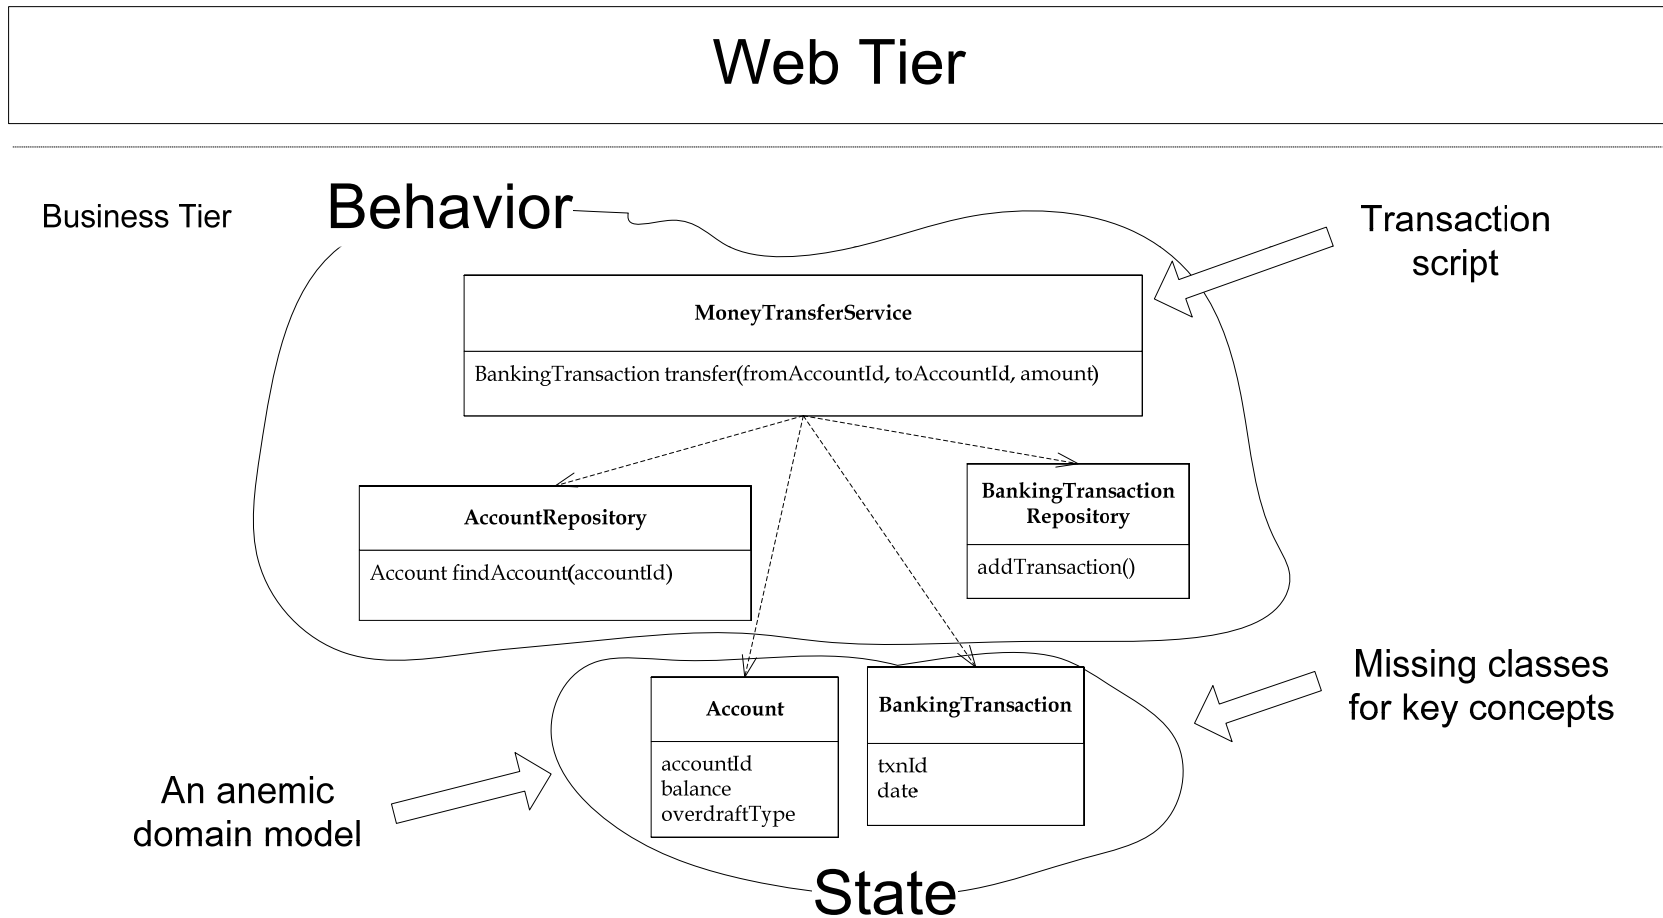 Web Tier
Business Tier
Behavior
Transaction
script
MoneyTransferService
BankingTransaction transfer(fromAccountId, toAccountId, amount)
AccountRepository
Account findAccount(accountId)
BankingTransaction
Repository
addTransaction()
Missing classes
for key concepts
Account
accountId
balance
overdraftType
BankingTransaction
txnId
date
An anemic
domain model
State